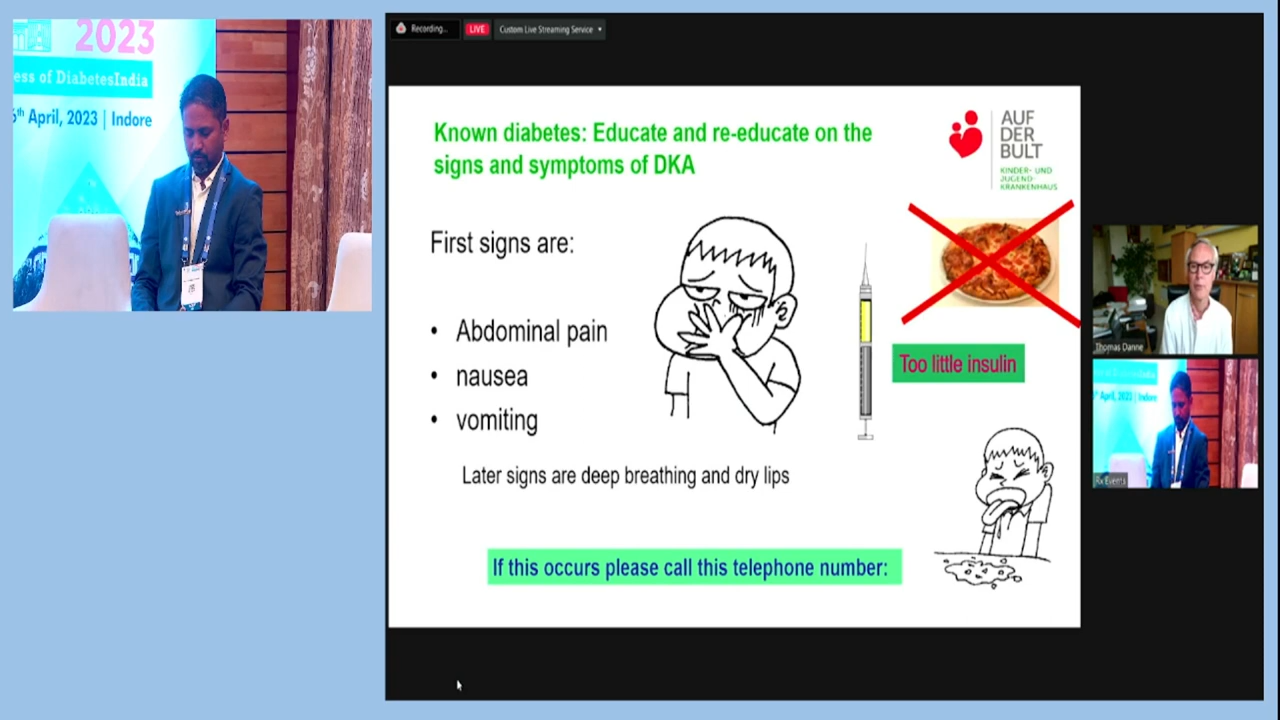 2023
ess of DiabetesIndia
6th April, 2023 | Indore
Recording...
LIVE
Custom Live Streaming Service
Known diabetes: Educate and re-educate on the
signs and symptoms of DKA
AUF
DER
BULT
KINDER- UND
JUGEND-
KRANKENHAUS
First signs are:
• Abdominal pain
• nausea
• vomiting
Later signs are deep breathing and dry lips
Too little insulin
If this occurs please call this telephone number:
Thomas Danne
April, 2023 | Indore
Rx Events